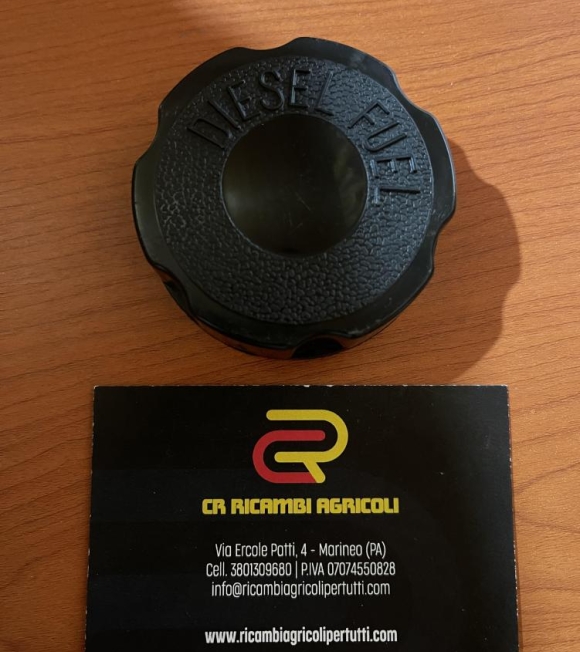 DIESEL FUEL
CR RICAMBI AGRICOLI
Via Ercole Patti, 4 - Marineo (PA)
Cell. 3801309680 | P.IVA 07074550828
info@ricambiagricolipertutti.com
www.ricambiagricolipertutti.com